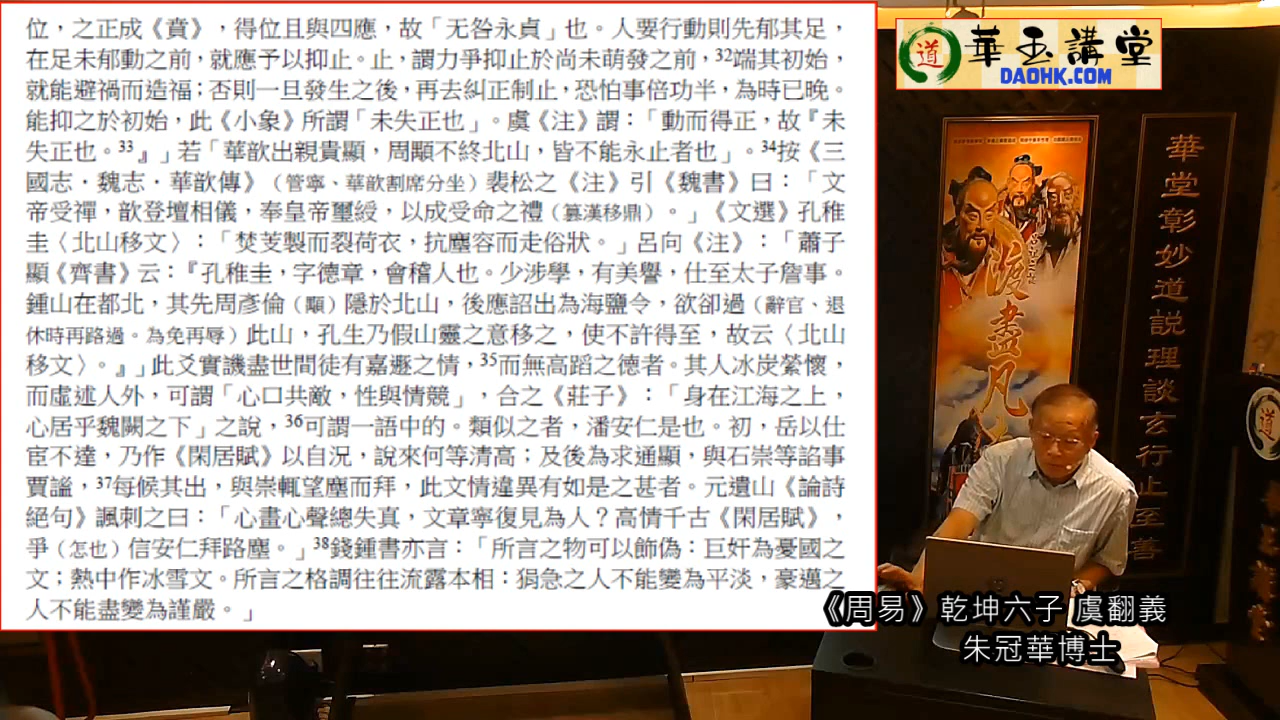 位，之正成《賁》，得位且與四應，故「无咎永貞」也。人要行動則先郁其足，
在足未郁動之前，就應予以抑止。止，謂力爭抑止於尚未萌發之前，32端其初始，
就能避禍而造福；否則一旦發生之後，再去糾正制止，恐怕事倍功半，為時已晚。
能抑之於初始，此《小象》所謂「未失正也」。虞《注》謂：「動而得正，故『未
失正也。33』」若「華歆出親貴顯，周顒不終北山，皆不能永止者也」。34按《三
國志．魏志．華歆傳》（管寧、華歆割席分坐）裴松之《注》引《魏書》曰：「文
帝受禪，歆登壇相儀，奉皇帝璽綬，以成受命之禮（篡漢移鼎）。」《文選》孔稚
圭〈北山移文〉：「焚芰製而裂荷衣，抗塵容而走俗狀。」呂向《注》：「蕭子
顯《齊書》云：『孔稚圭，字德章，會稽人也。少涉學，有美譽，仕至太子詹事。
鍾山在都北，其先周彥倫（顒）隱於北山，後應詔出為海鹽令，欲卻過（辭官、退
休時再路過。為免再辱）此山，孔生乃假山靈之意移之，使不許得至，故云〈北山
移文〉。』」此爻實譏盡世間徒有嘉遯之情，35而無高蹈之德者。其人冰炭縈懷，
而虛述人外，可謂「心口共敵，性與情競」，合之《莊子》：「身在江海之上，
心居乎魏闕之下」之說，36可謂一語中的。類似之者，潘安仁是也。初，岳以仕
宦不達，乃作《閑居賦》以自況，說來何等清高；及後為求通顯，與石崇等諂事
賈謐，37每候其出，與崇輒望塵而拜，此文情違異有如是之甚者。元遺山《論詩
絕句》諷刺之曰：「心畫心聲總失真，文章寧復見為人？高情千古《閑居賦》，
爭（怎也）信安仁拜路塵。」38錢鍾書亦言：「所言之物可以飾偽：巨奸為憂國之
文；熱中作冰雪文。所言之格調往往流露本相：狷急之人不能變為平淡，豪邁之
人不能盡變為謹嚴。」
道
華玉講堂
DAOHK.COM
渡盡凡
華堂彰妙道説理談玄行止至善
道
《周易》乾坤六子 虞翻義
朱冠華博士